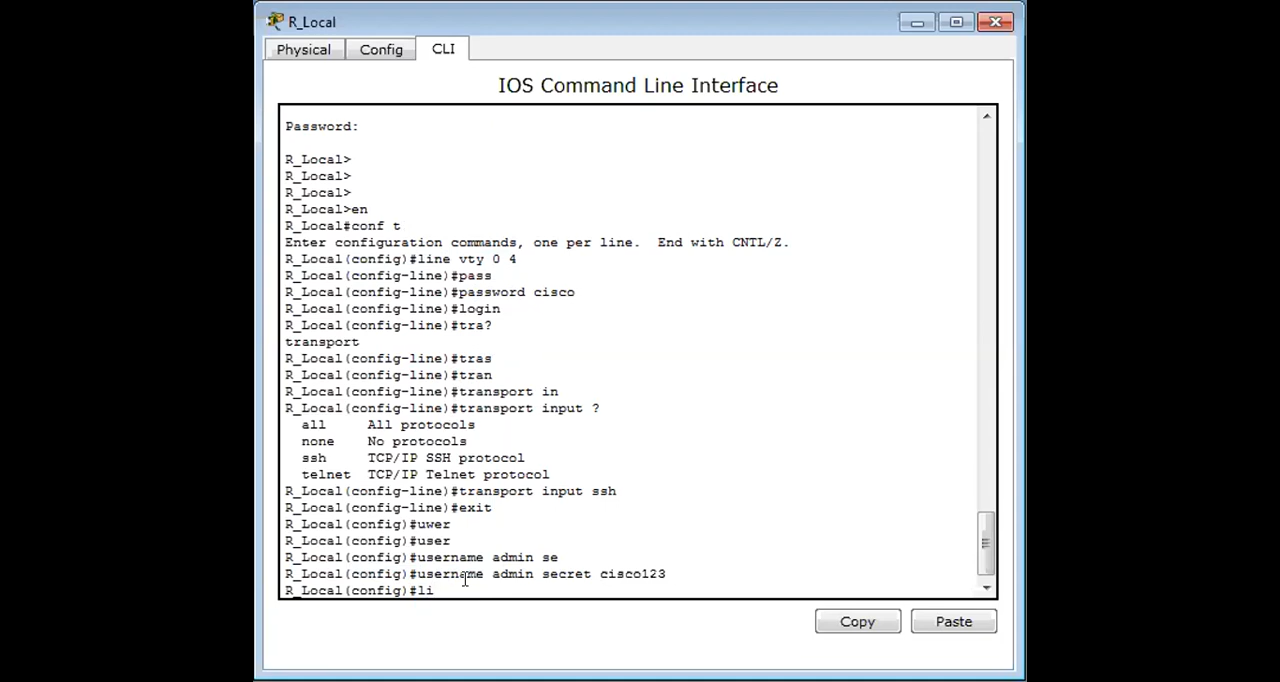 R_Local
Physical
Config
CLI
IOS Command Line Interface
Password:
R_Local>
R_Local>
R_Local>
R_Local>en
R_Local#conf t
Enter configuration commands, one per line.  End with CNTL/Z.
R_Local(config)#line vty 0 4
R_Local(config-line)#pass
R_Local(config-line)#password cisco
R_Local(config-line)#login
R_Local(config-line)#tra?
transport
R_Local(config-line)#tras
R_Local(config-line)#tran
R_Local(config-line)#transport in
R_Local(config-line)#transport input ?
  all     All protocols
  none    No protocols
  ssh     TCP/IP SSH protocol
  telnet  TCP/IP Telnet protocol
R_Local(config-line)#transport input ssh
R_Local(config-line)#exit
R_Local(config)#uwer
R_Local(config)#user
R_Local(config)#username admin se
R_Local(config)#username admin secret cisco123
R_Local(config)#li
Copy
Paste